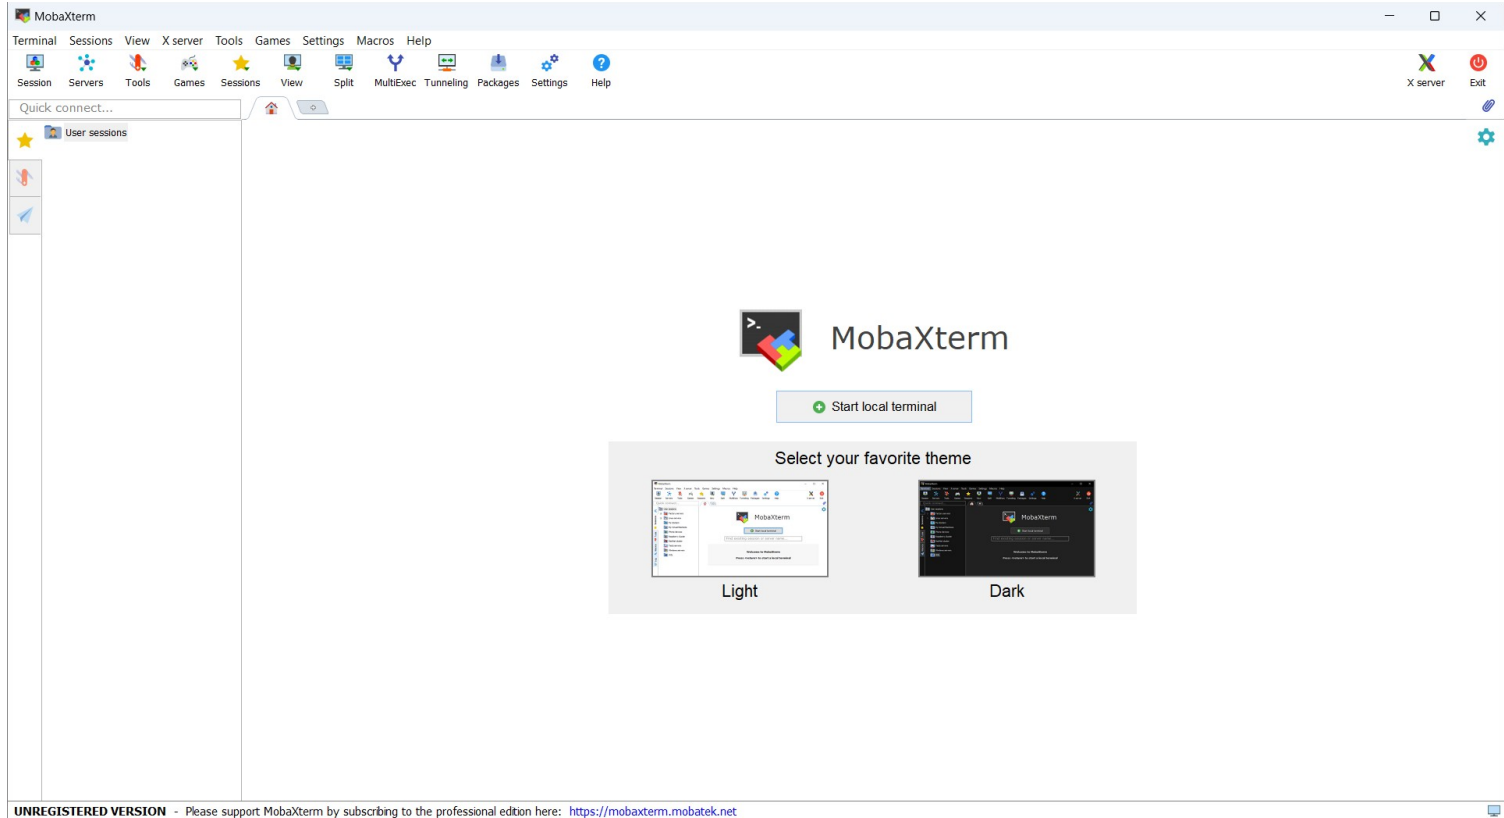 MobaXterm
Terminal Sessions View X server Tools Games Settings Macros Help
Session Servers Tools Games Sessions View Split MultiExec Tunneling Packages Settings Help X server Exit
Quick connect...
User sessions
>_
MobaXterm
Start local terminal
Select your favorite theme
MobaXterm
MobaXterm
Light
Dark
UNREGISTERED VERSION - Please support MobaXterm by subscribing to the professional edition here: https://mobaxterm.mobatek.net